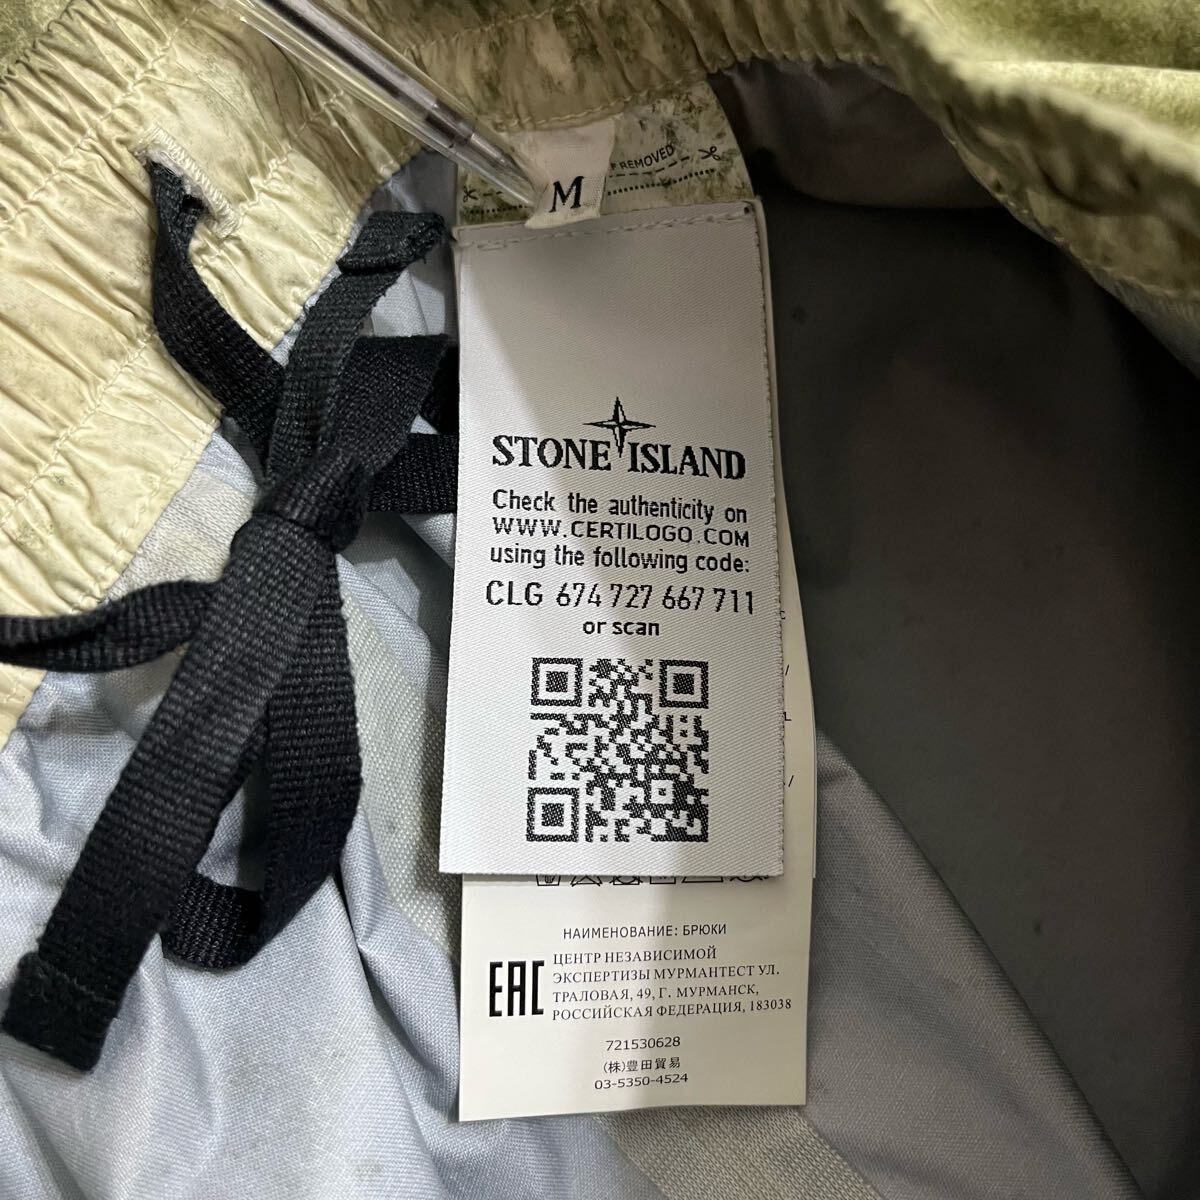 REMOVED
M
STONE ISLAND
Check the authenticity on
WWW.CERTILOGO.COM
using the following code:
CLG 674 727 667 711
or scan
НАИМЕНОВАНИЕ: БРЮКИ
EAC
ЦЕНТР НЕЗАВИСИМОЙ
ЭКСПЕРТИЗЫ МУРМАНТЕСТ УЛ.
ТРАЛОВАЯ, 49, Г. МУРМАНСК,
РОССИЙСКАЯ ФЕДЕРАЦИЯ, 183038
721530628
(株)豊田貿易
03-5350-4524